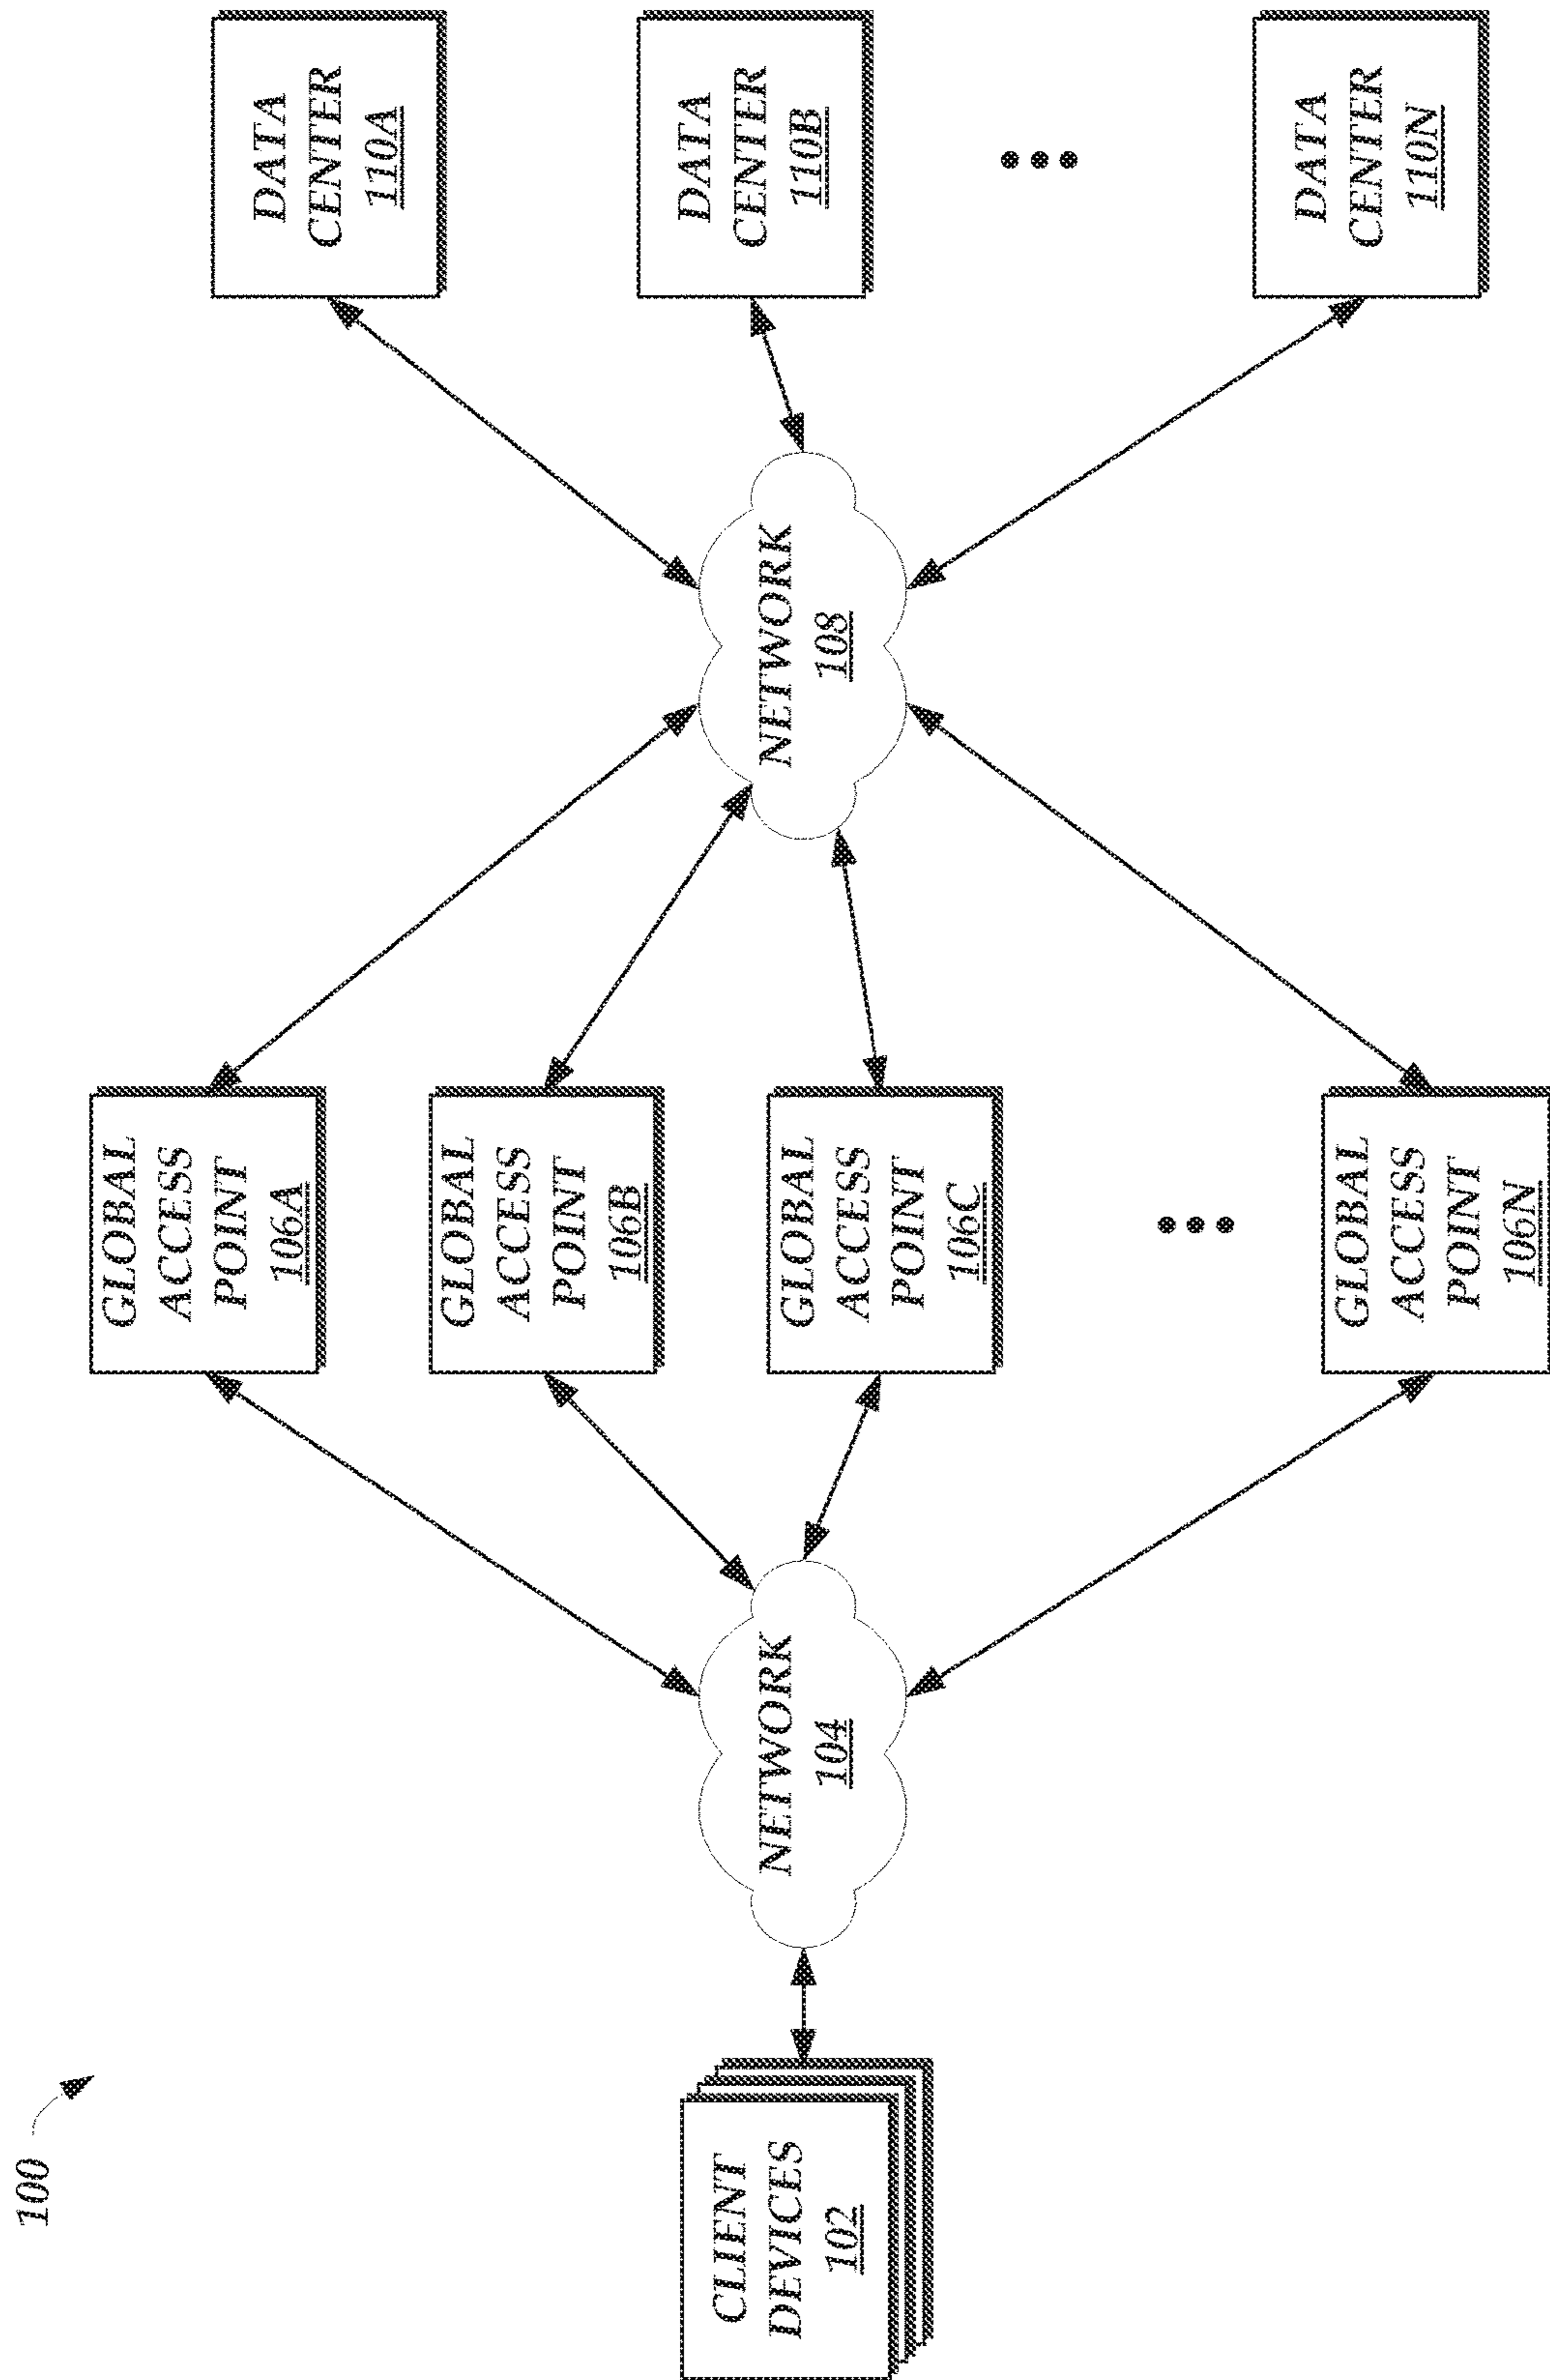 100
CLIENT
DEVICES
102
NETWORK
104
GLOBAL
ACCESS
POINT
106A
GLOBAL
ACCESS
POINT
106B
GLOBAL
ACCESS
POINT
106C
GLOBAL
ACCESS
POINT
106N
NETWORK
108
DATA
CENTER
110A
DATA
CENTER
110B
DATA
CENTER
110N